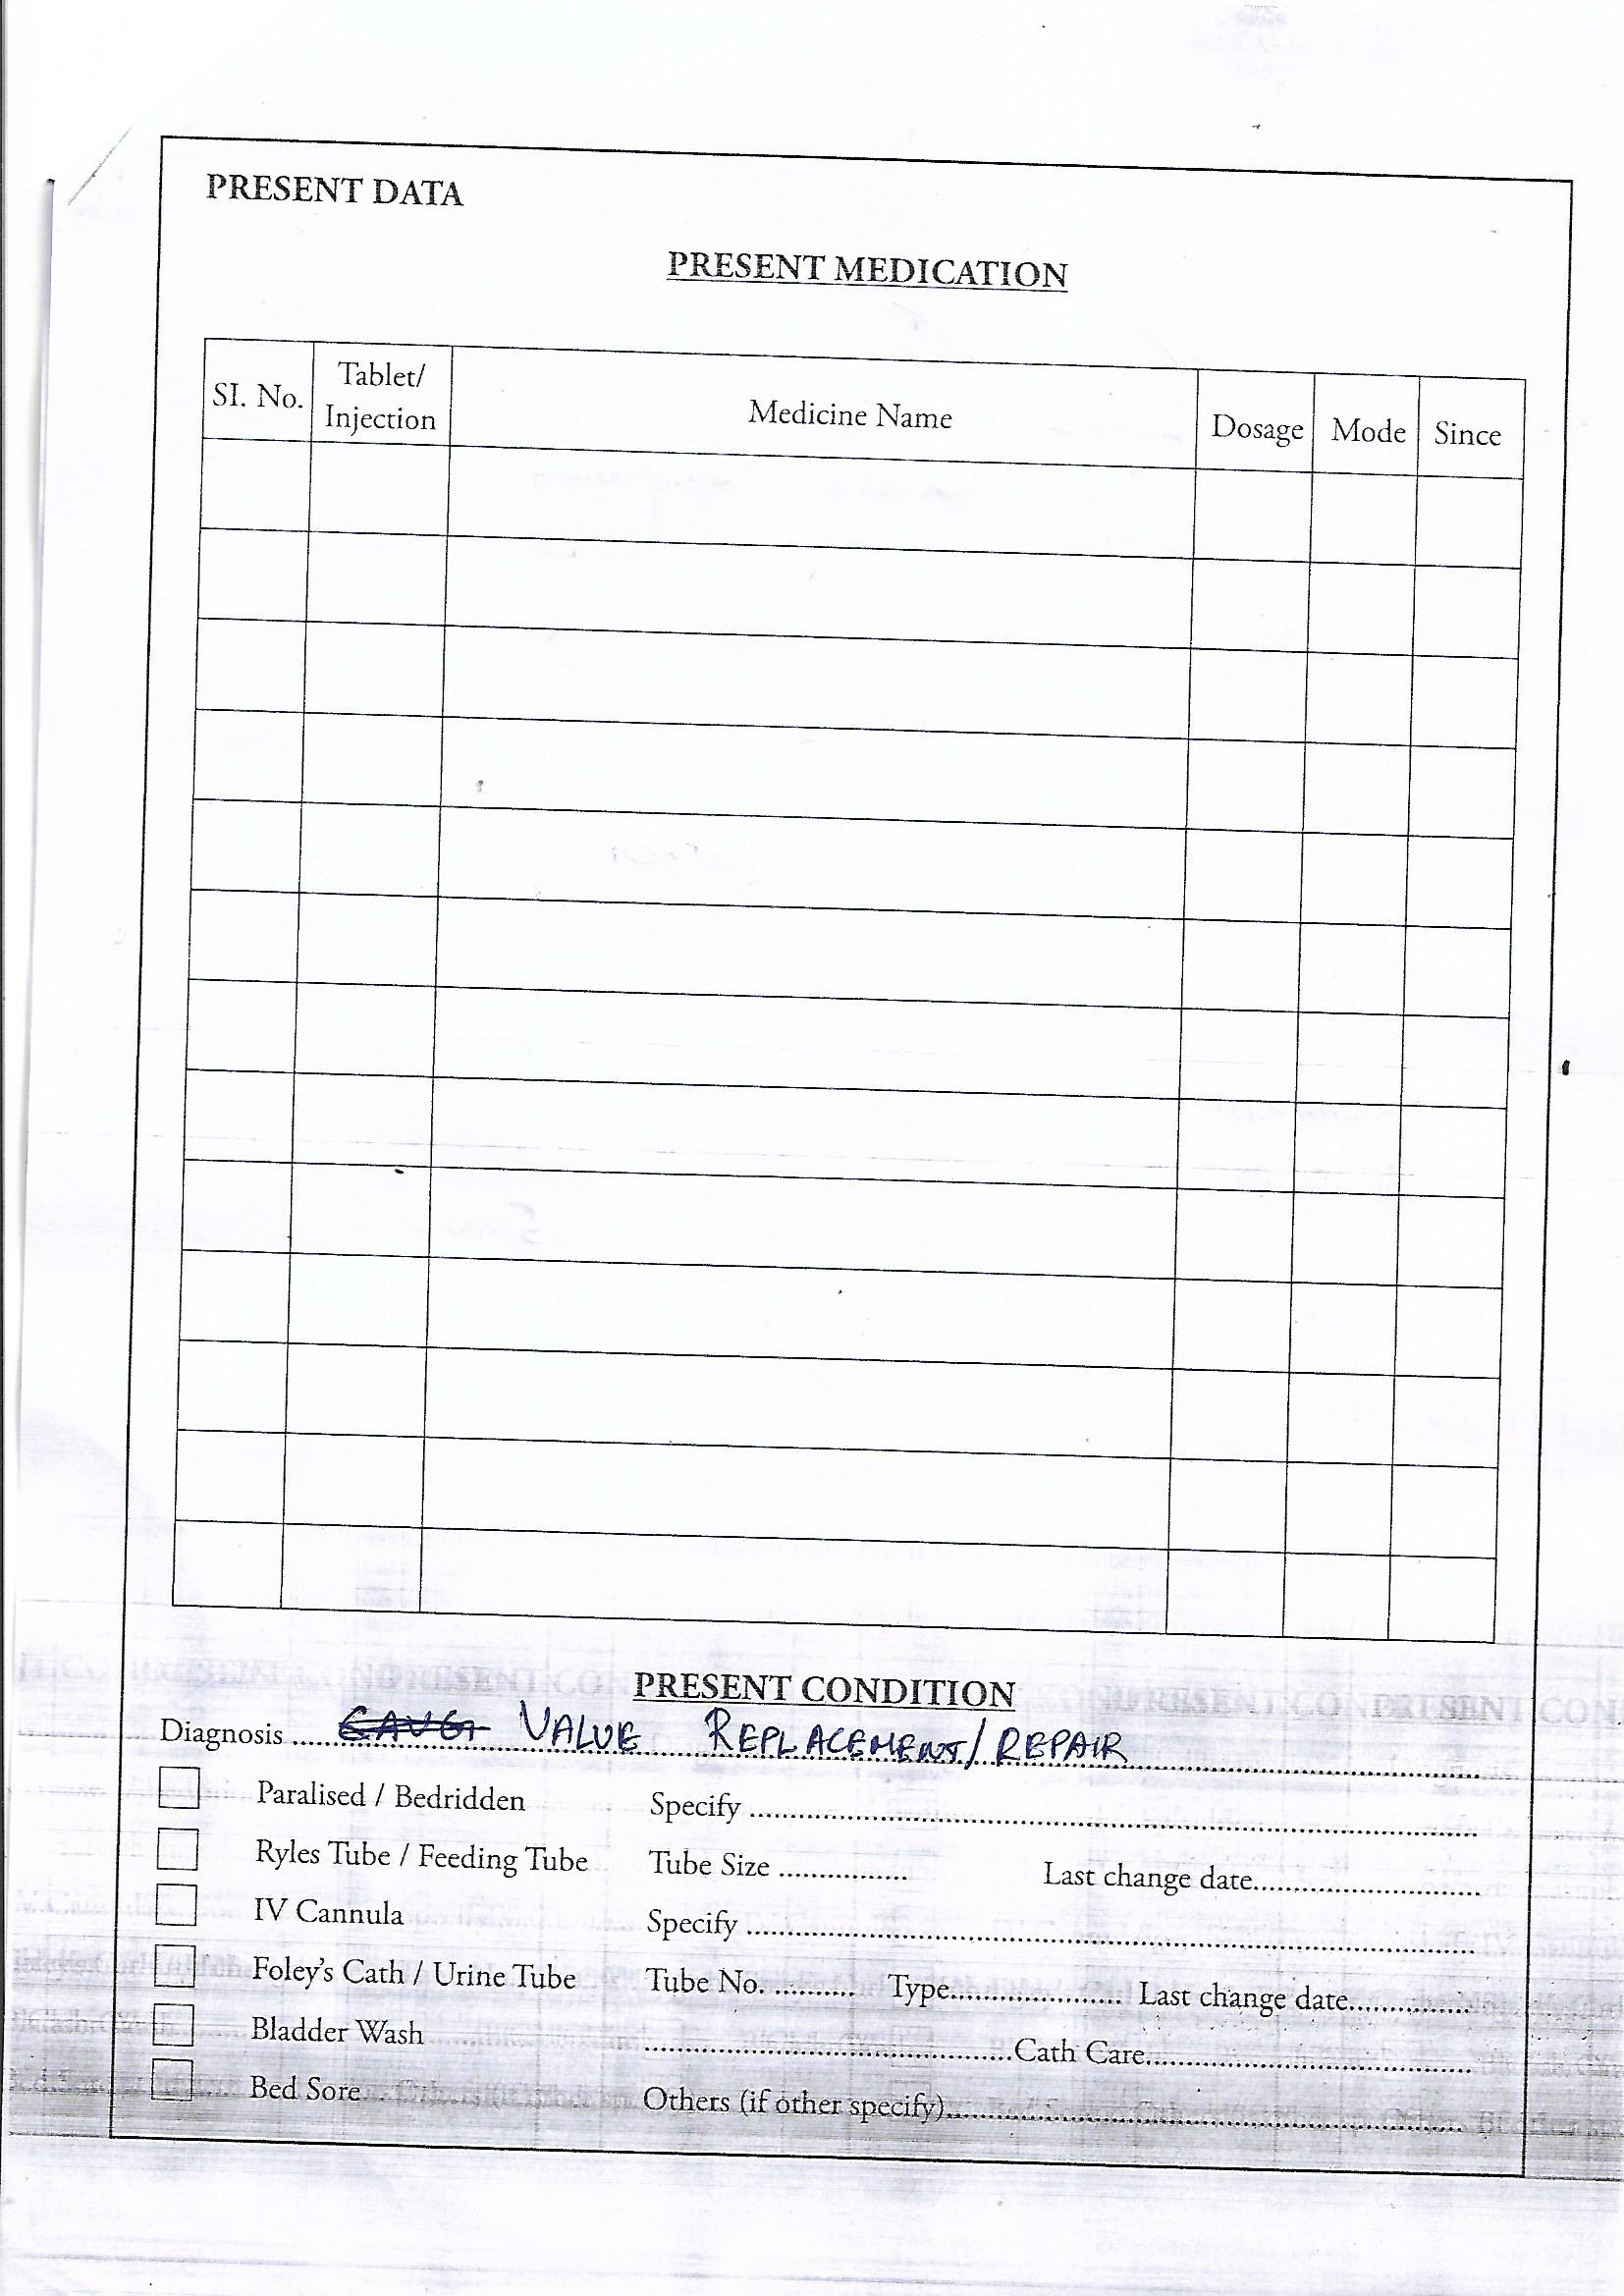 PRESENT DATA
PRESENT MEDICATION
SI. No. Tablet/ Injection Medicine Name Dosage Mode Since
PRESENT CONDITION
Diagnosis ..... VALUE REPLACEMENT/REPAIR
Paralised / Bedridden Specify ..........
Ryles Tube / Feeding Tube Tube Size .......... Last change date..........
IV Cannula Specify ..........
Foley's Cath / Urine Tube Tube No. .......... Type.......... Last change date..........
Bladder Wash ..........Cath Care..........
Bed Sore Others (if other specify)..........